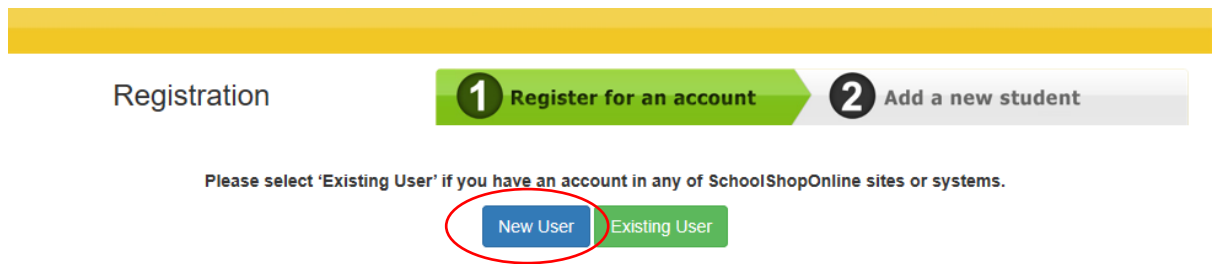 Registration
1 Register for an account
2 Add a new student
Please select ‘Existing User’ if you have an account in any of SchoolShopOnline sites or systems.
New User Existing User